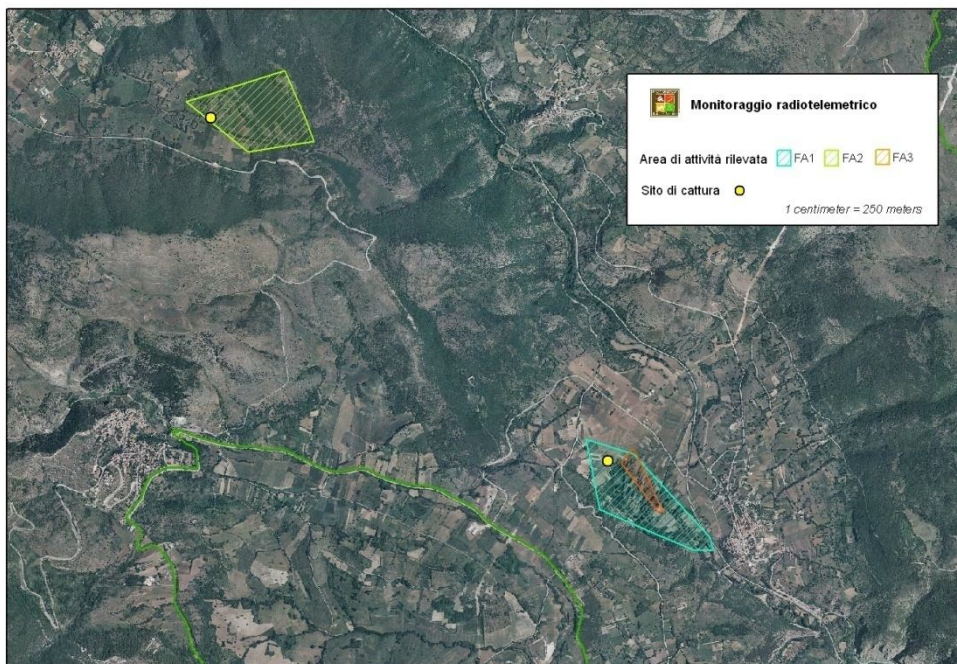 Monitoraggio radiotelemetrico
Area di attività rilevata FA1 FA2 FA3
Sito di cattura
1 centimeter = 250 meters